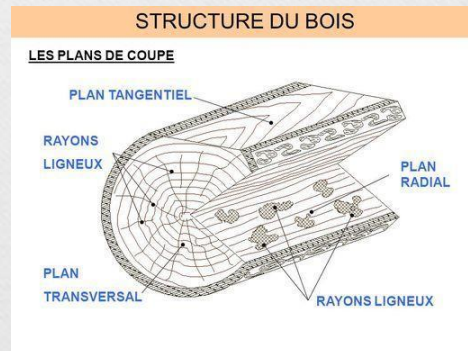 STRUCTURE DU BOIS
LES PLANS DE COUPE
PLAN TANGENTIEL
RAYONS
LIGNEUX
PLAN
RADIAL
PLAN
TRANSVERSAL
RAYONS LIGNEUX